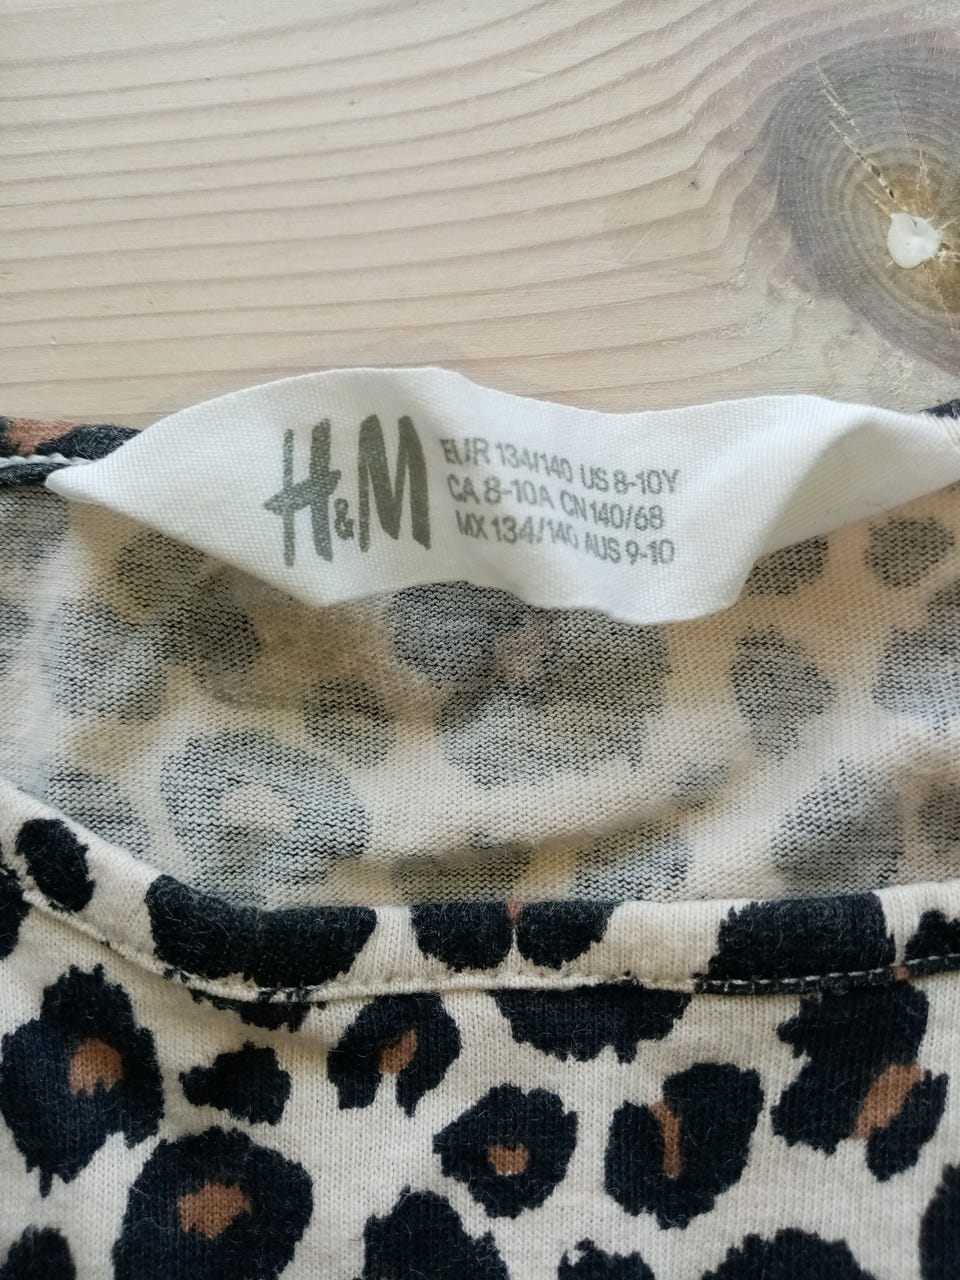 H&M
EUR 134/140 US 8-10Y
CA 8-10A CN 140/68
MX 134/140 AUS 9-10